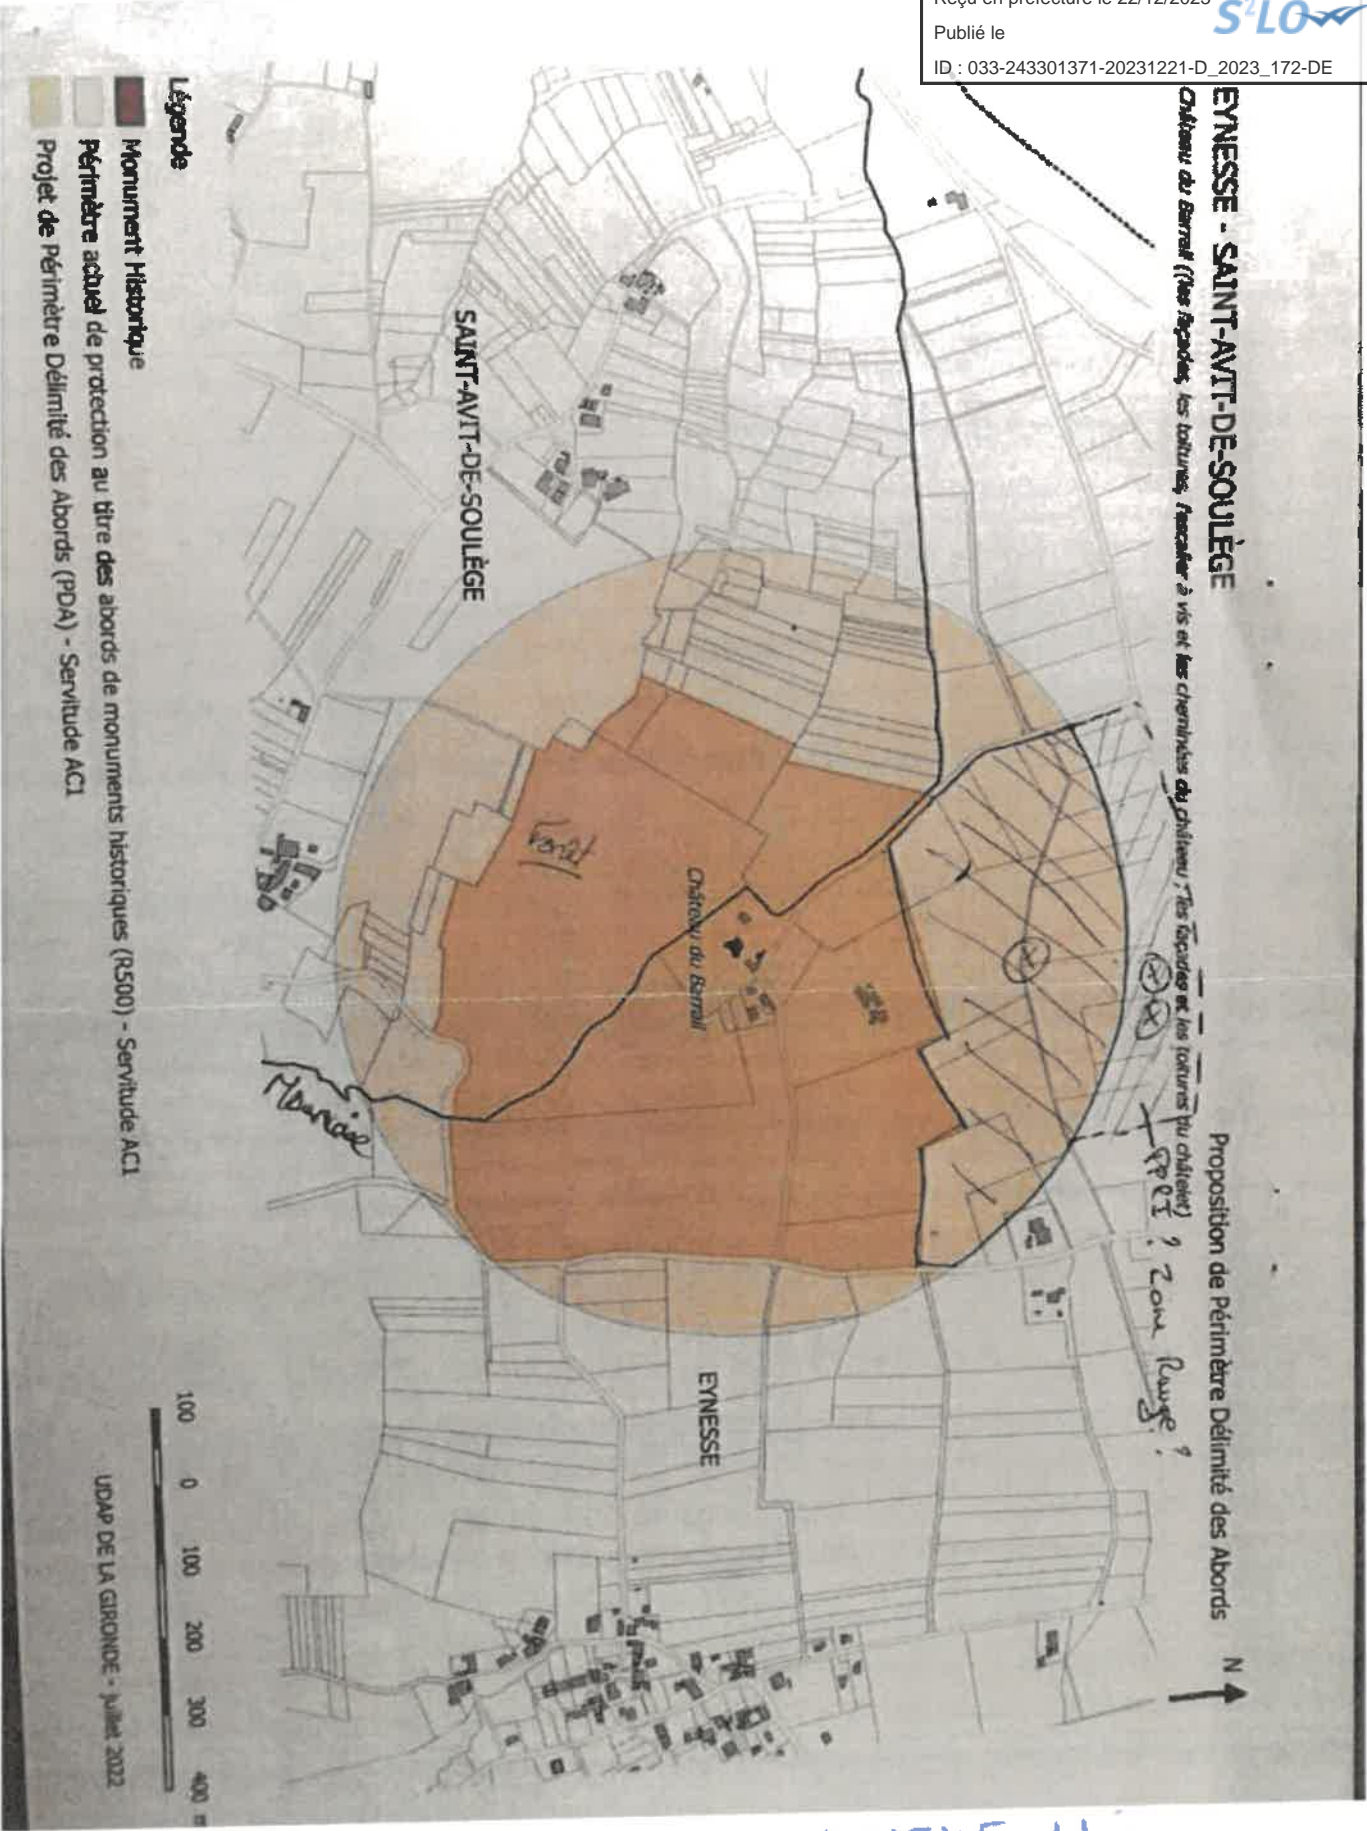 Reçu en préfecture le 22/12/2023
S²LO
Publié le
ID : 033-243301371-20231221-D_2023_172-DE
EYNESSE - SAINT-AVIT-DE-SOULÈGE
Proposition de Périmètre Délimité des Abords
N
Château du Barrail ((les façades, les toitures, l'escalier à vis et les cheminées du château ; les façades et les toitures du châtelet)
PPRI ? Zone Rouge ?
SAINT-AVIT-DE-SOULÈGE
Château du Barrail
Forêt
EYNESSE
Légende
Monument Historique
Périmètre actuel de protection au titre des abords de monuments historiques (R500) - Servitude AC1
Projet de Périmètre Délimité des Abords (PDA) - Servitude AC1
100 0 100 200 300 400 m
UDAP DE LA GIRONDE - juillet 2022